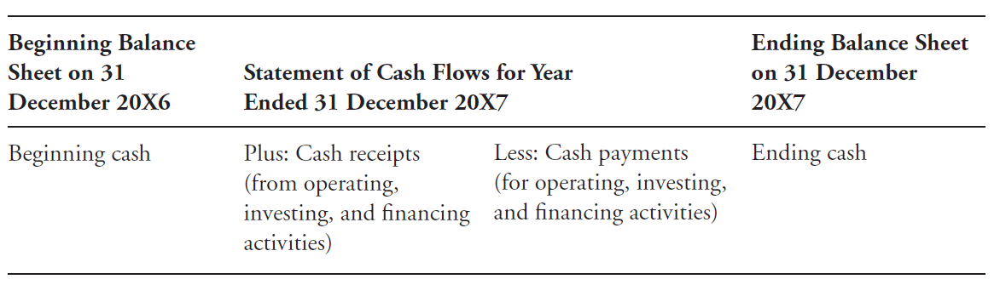 Beginning Balance
Sheet on 31
December 20X6
Statement of Cash Flows for Year
Ended 31 December 20X7
Ending Balance Sheet
on 31 December
20X7
Beginning cash
Plus: Cash receipts
(from operating,
investing, and financing
activities)
Less: Cash payments
(for operating, investing,
and financing activities)
Ending cash